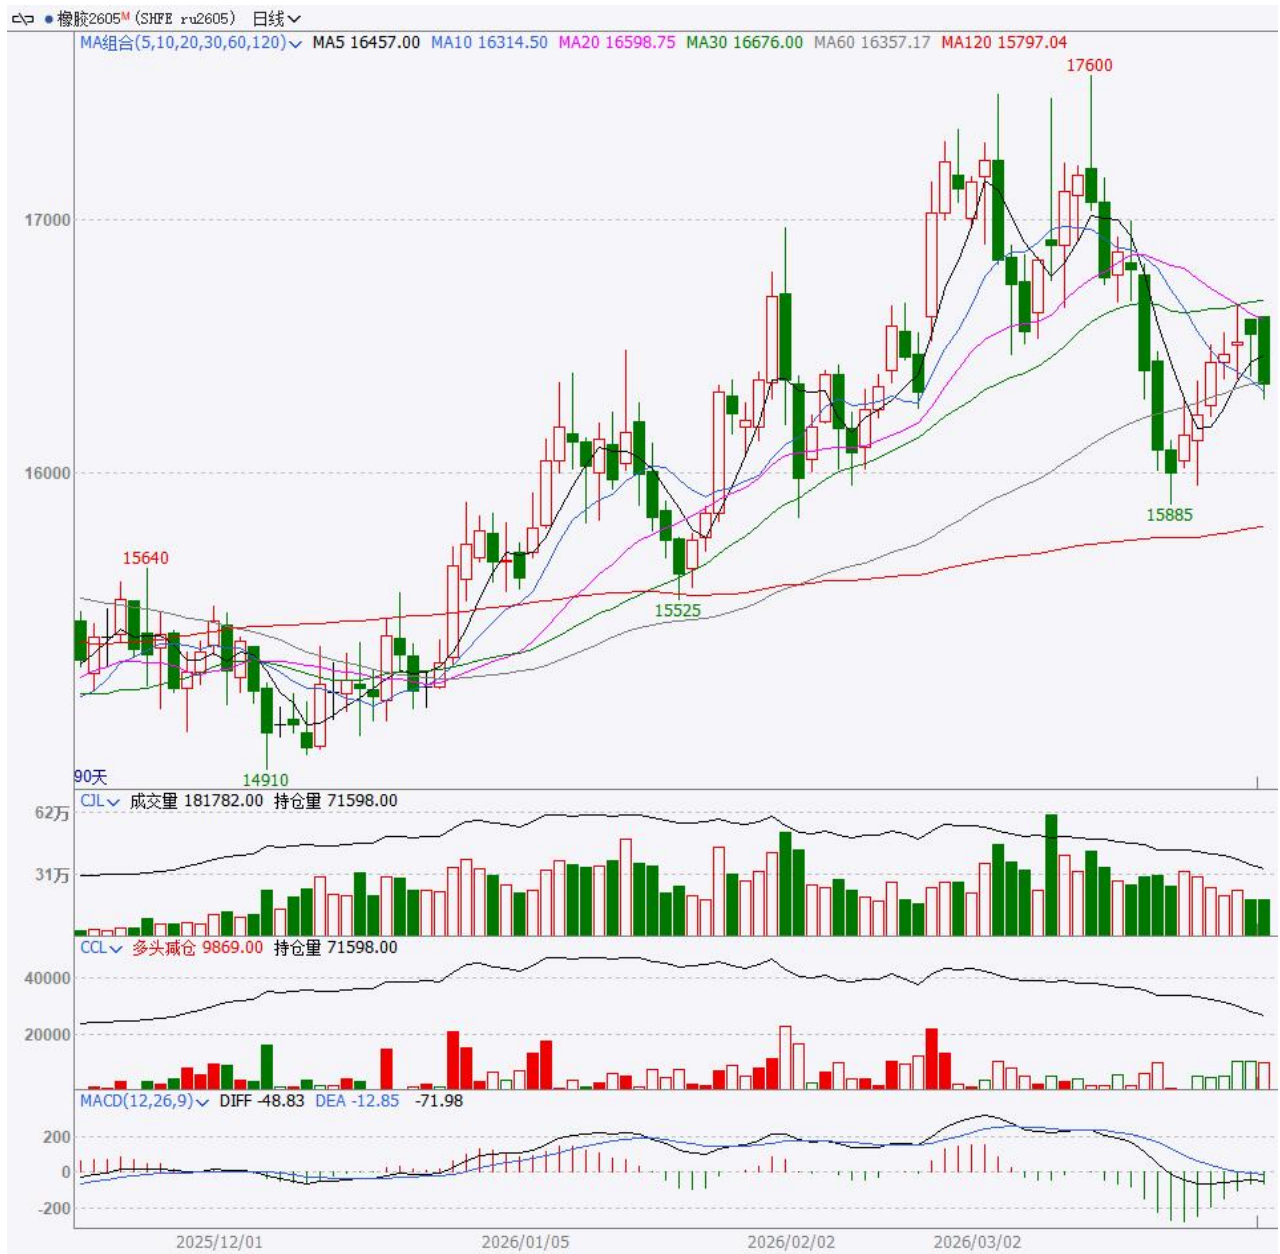 橡胶2605M (SHFE ru2605) 日线
MA组合(5,10,20,30,60,120) MA5 16457.00 MA10 16314.50 MA20 16598.75 MA30 16676.00 MA60 16357.17 MA120 15797.04
17600
17000
16000
15885
15640
15525
14910
90天
CJL 成交量 181782.00 持仓量 71598.00
62万
31万
CCL 多头减仓 9869.00 持仓量 71598.00
40000
20000
MACD(12,26,9) DIFF -48.83 DEA -12.85 -71.98
200
0
-200
2025/12/01 2026/01/05 2026/02/02 2026/03/02